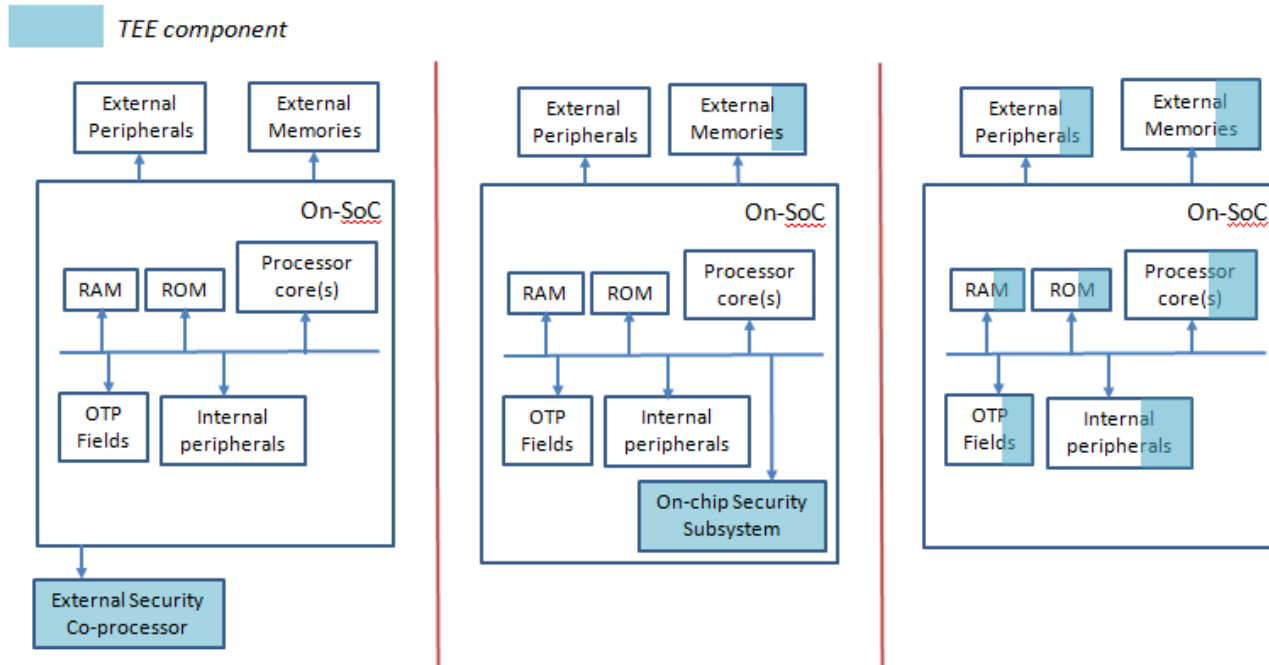 TEE component
External
Peripherals
External
Memories
On-SoC
RAM
ROM
Processor
core(s)
OTP
Fields
Internal
peripherals
External Security
Co-processor
External
Peripherals
External
Memories
On-SoC
RAM
ROM
Processor
core(s)
OTP
Fields
Internal
peripherals
On-chip Security
Subsystem
External
Peripherals
External
Memories
On-SoC
RAM
ROM
Processor
core(s)
OTP
Fields
Internal
peripherals